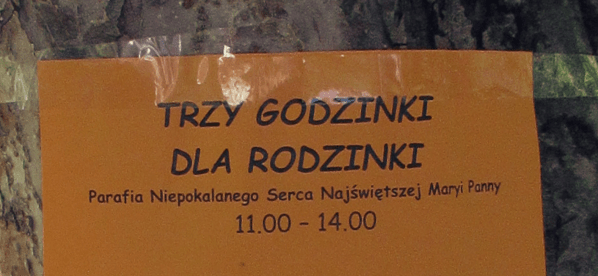 TRZY GODZINKI
DLA RODZINKI
Parafia Niepokalanego Serca Najświętszej Maryi Panny
11.00 - 14.00